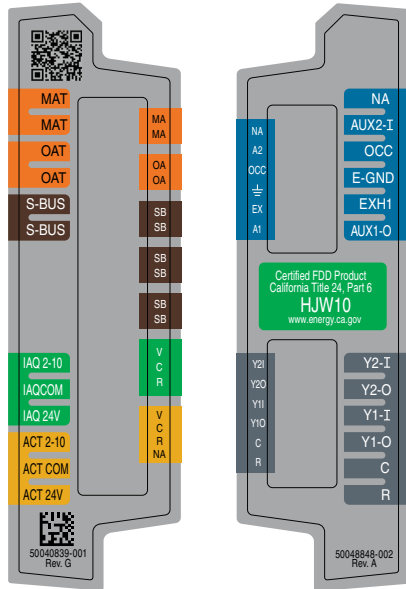 MAT
MAT
OAT
OAT
S-BUS
S-BUS
IAQ 2-10
IAQCOM
IAQ 24V
ACT 2-10
ACT COM
ACT 24V
50040839-001
Rev. G
MA
MA
OA
OA
SB
SB
SB
SB
SB
SB
V
C
R
V
C
R
NA
NA
A2
OCC
EX
A1
NA
AUX2-I
OCC
E-GND
EXH1
AUX1-O
Certified FDD Product
California Title 24, Part 6
HJW10
www.energy.ca.gov
Y2I
Y2O
Y1I
Y1O
C
R
Y2-I
Y2-O
Y1-I
Y1-O
C
R
50048848-002
Rev. A